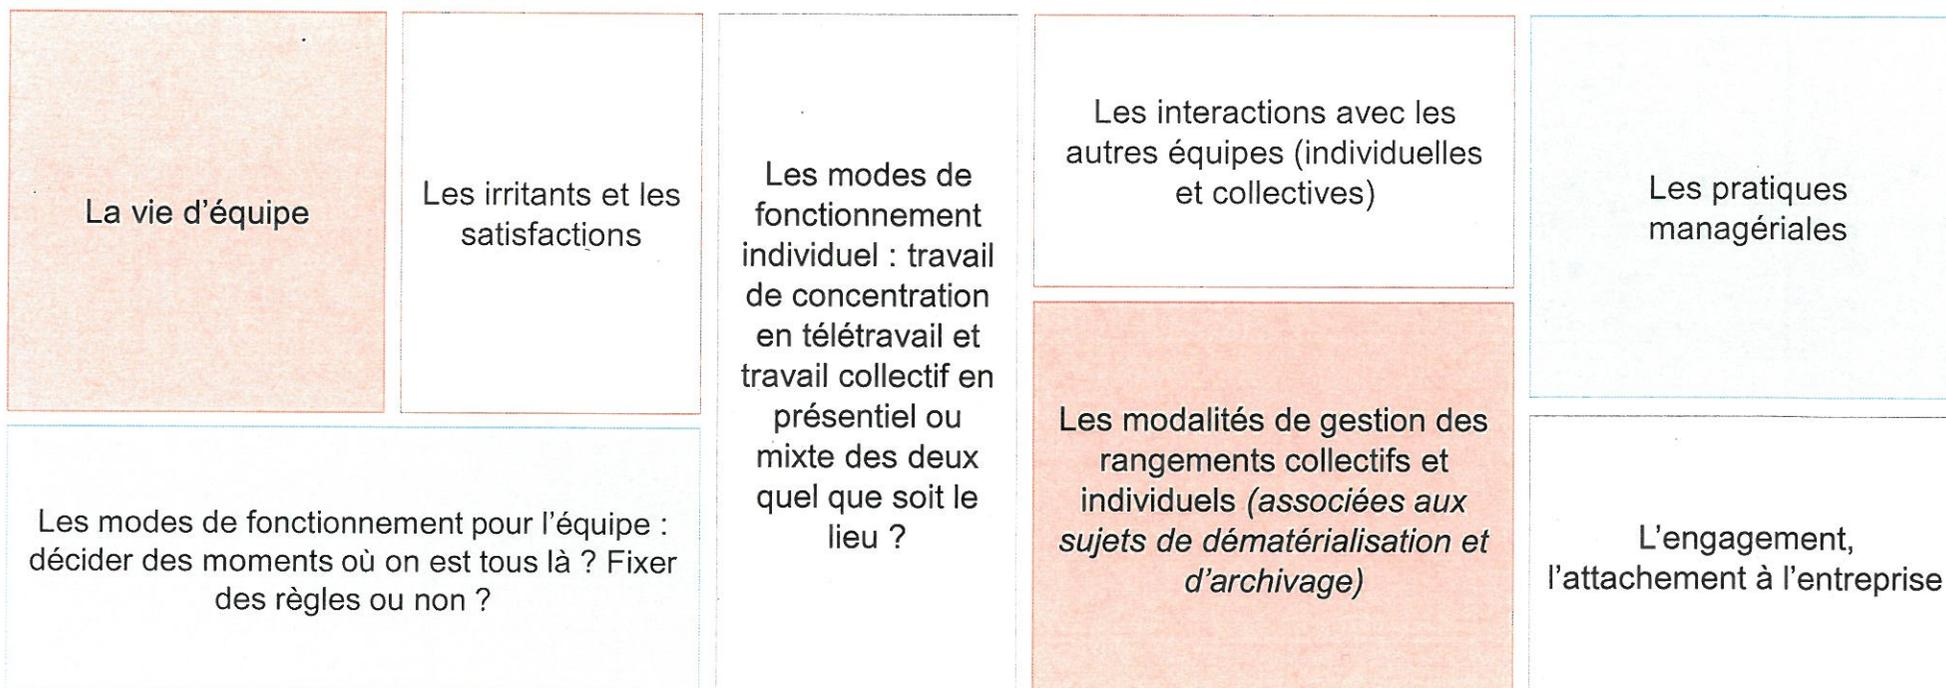 La vie d'équipe
Les irritants et les
satisfactions
Les modes de fonctionnement pour l'équipe :
décider des moments où on est tous là ? Fixer
des règles ou non ?
Les modes de
fonctionnement
individuel : travail
de concentration
en télétravail et
travail collectif en
présentiel ou
mixte des deux
quel que soit le
lieu ?
Les interactions avec les
autres équipes (individuelles
et collectives)
Les modalités de gestion des
rangements collectifs et
individuels (associées aux
sujets de dématérialisation et
d'archivage)
Les pratiques
managériales
L'engagement,
l'attachement à l'entreprise